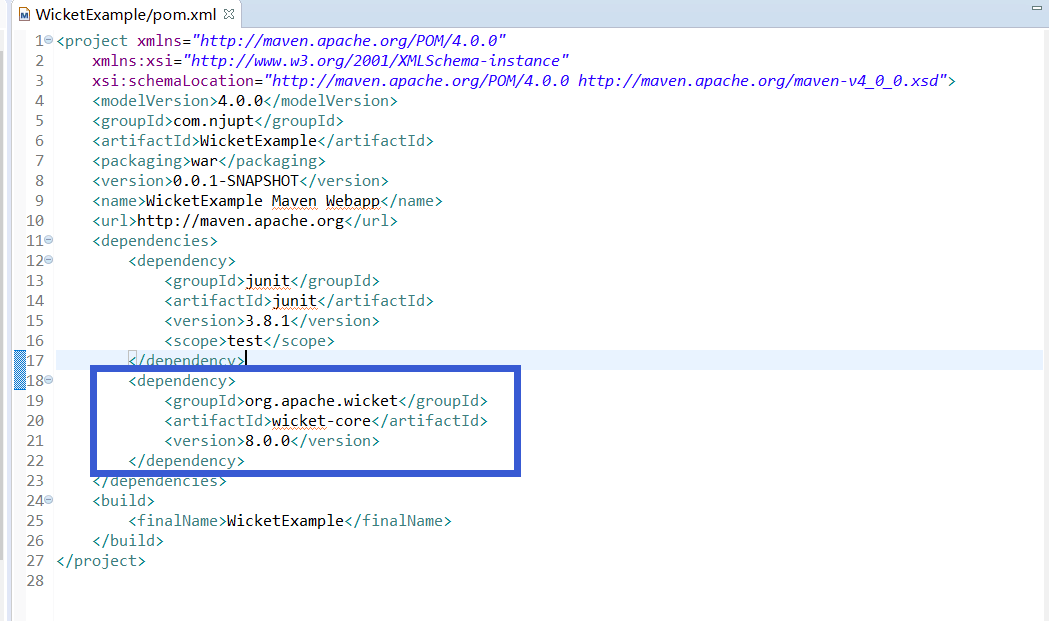 WicketExample/pom.xml
1 <project xmlns="http://maven.apache.org/POM/4.0.0"
2 xmlns:xsi="http://www.w3.org/2001/XMLSchema-instance"
3 xsi:schemaLocation="http://maven.apache.org/POM/4.0.0 http://maven.apache.org/maven-v4_0_0.xsd">
4 <modelVersion>4.0.0</modelVersion>
5 <groupId>com.njupt</groupId>
6 <artifactId>WicketExample</artifactId>
7 <packaging>war</packaging>
8 <version>0.0.1-SNAPSHOT</version>
9 <name>WicketExample Maven Webapp</name>
10 <url>http://maven.apache.org</url>
11 <dependencies>
12 <dependency>
13 <groupId>junit</groupId>
14 <artifactId>junit</artifactId>
15 <version>3.8.1</version>
16 <scope>test</scope>
17 </dependency>
18 <dependency>
19 <groupId>org.apache.wicket</groupId>
20 <artifactId>wicket-core</artifactId>
21 <version>8.0.0</version>
22 </dependency>
23 </dependencies>
24 <build>
25 <finalName>WicketExample</finalName>
26 </build>
27 </project>
28